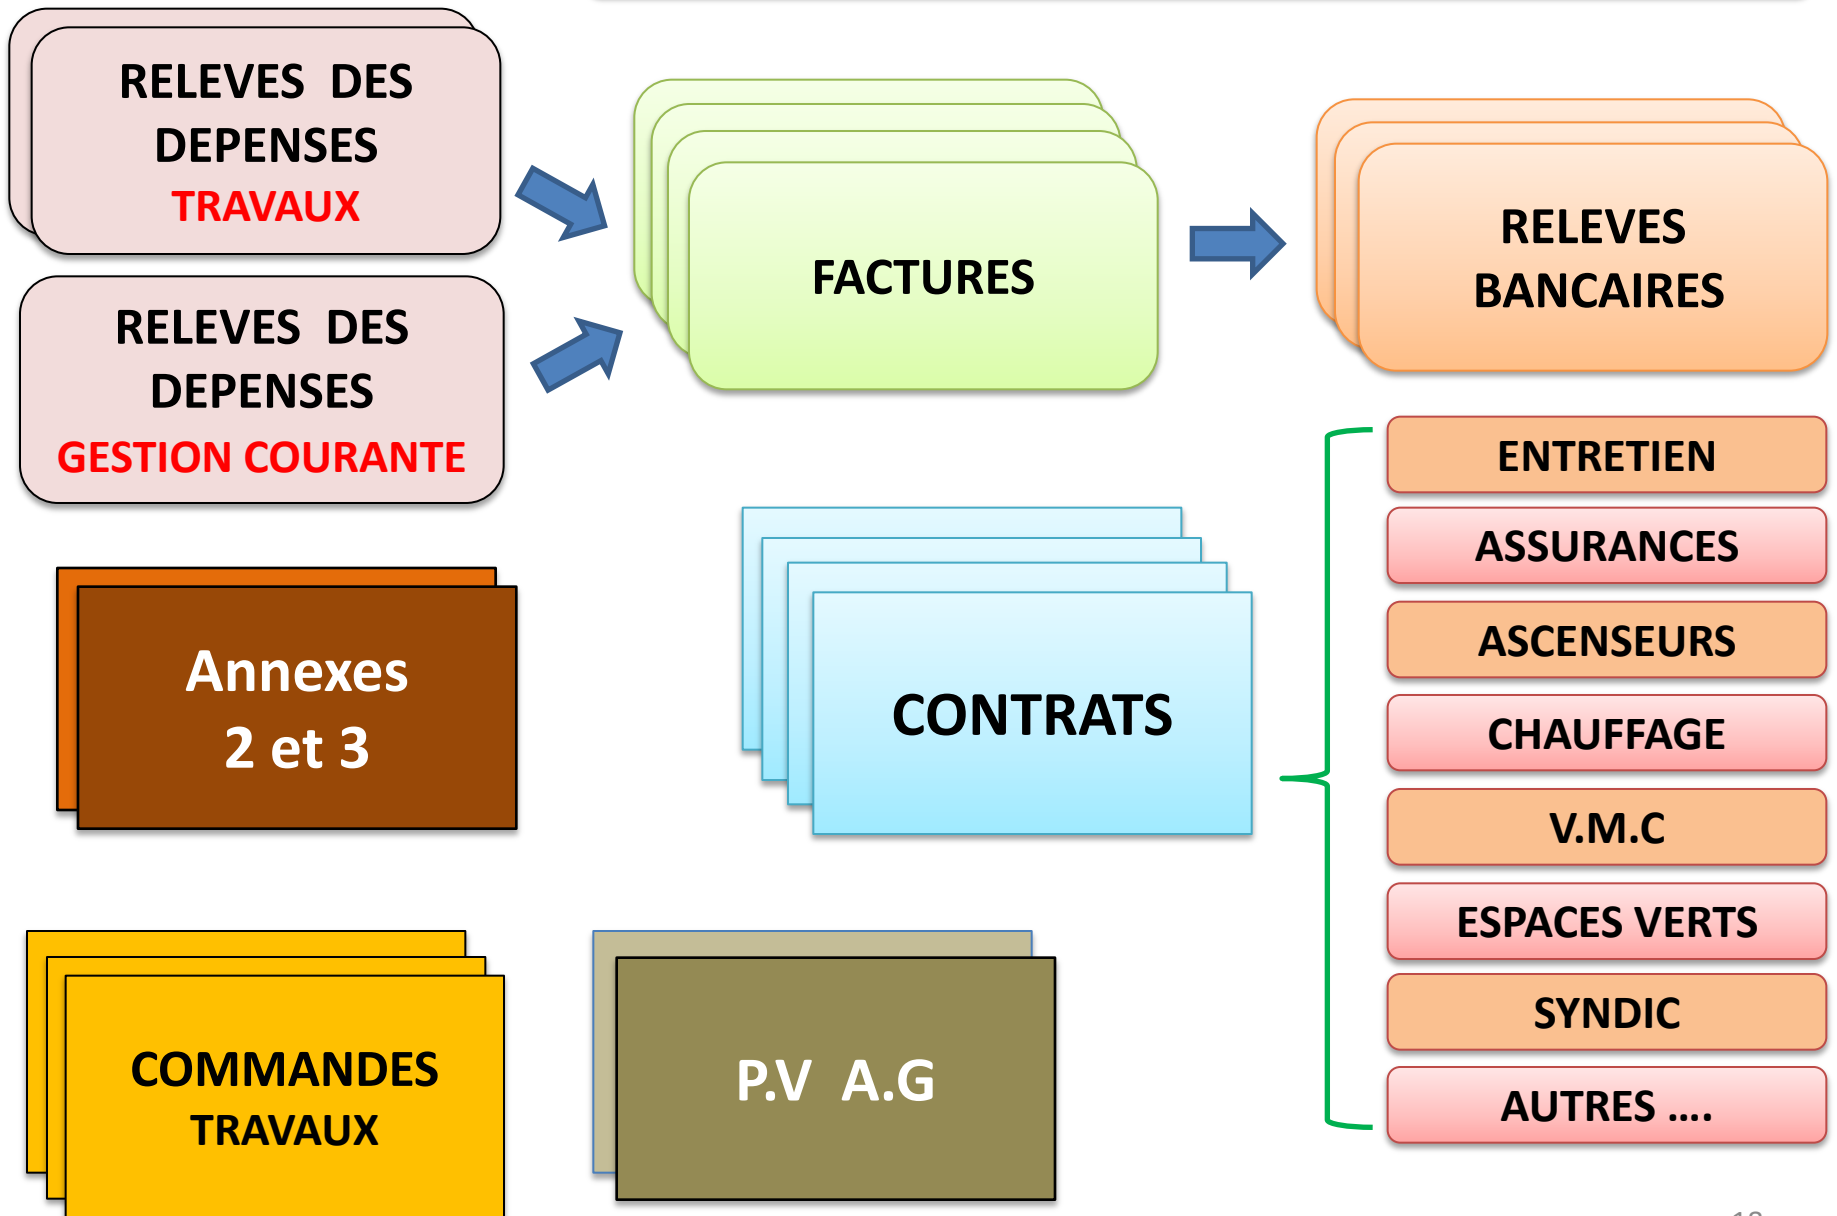 RELEVES DES
DEPENSES
TRAVAUX
RELEVES DES
DEPENSES
GESTION COURANTE
FACTURES
RELEVES
BANCAIRES
Annexes
2 et 3
CONTRATS
ENTRETIEN
ASSURANCES
ASCENSEURS
CHAUFFAGE
V.M.C
ESPACES VERTS
SYNDIC
AUTRES ....
COMMANDES
TRAVAUX
P.V A.G